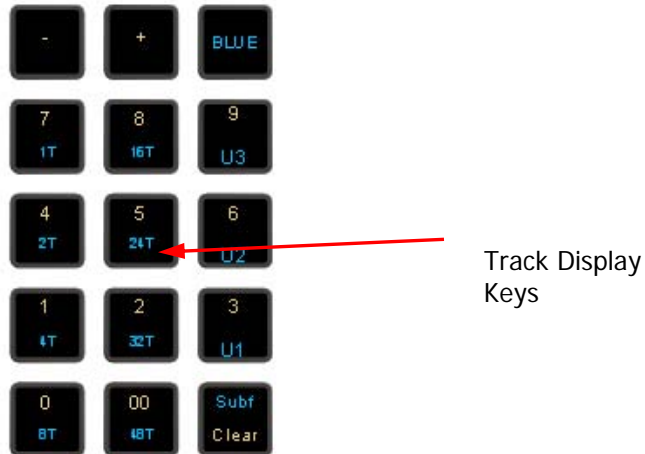 - + BLUE
7 8 9
1T 16T U3
4 5 6
2T 24T U2
1 2 3
4T 32T U1
0 00 Subf
8T 48T Clear
Track Display
Keys